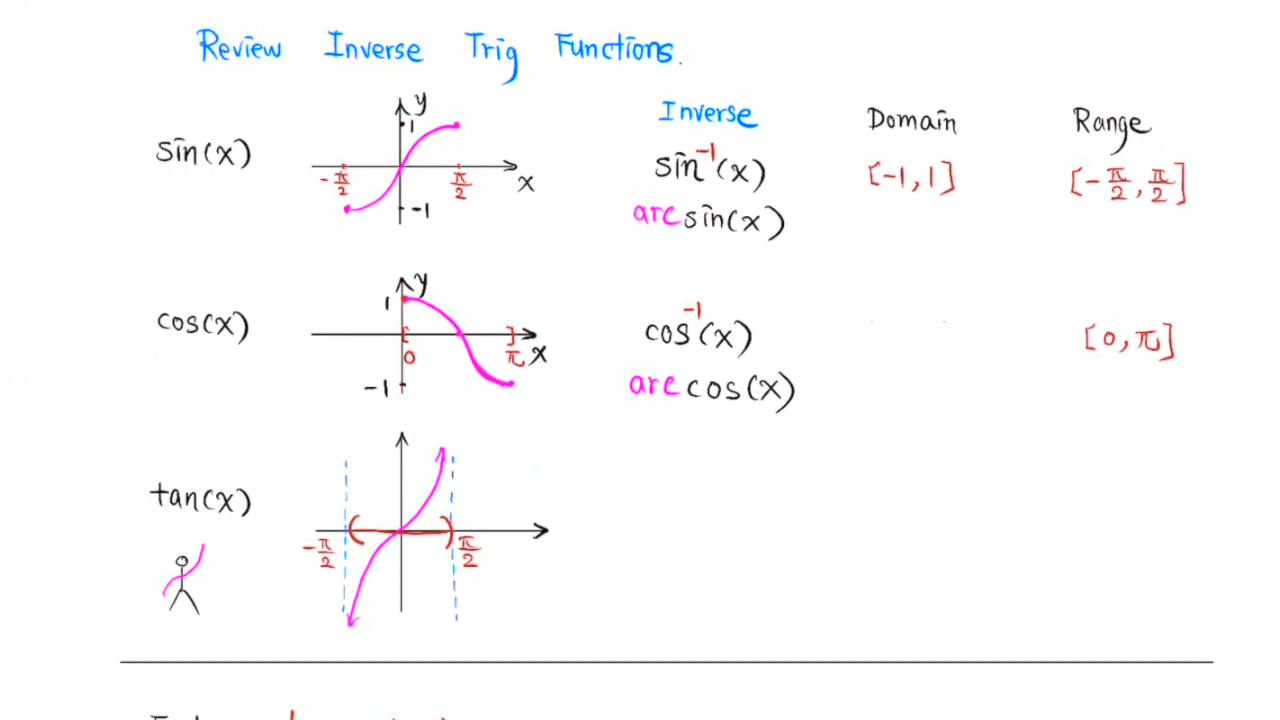 Review Inverse Trig Functions.
Inverse Domain Range
sin(x) y 1 -π/2 π/2 x -1 sin⁻¹(x) [-1, 1] [-π/2, π/2]
arcsin(x)
cos(x) y 1 0 π x -1 cos⁻¹(x) [0, π]
arccos(x)
tan(x) -π/2 π/2